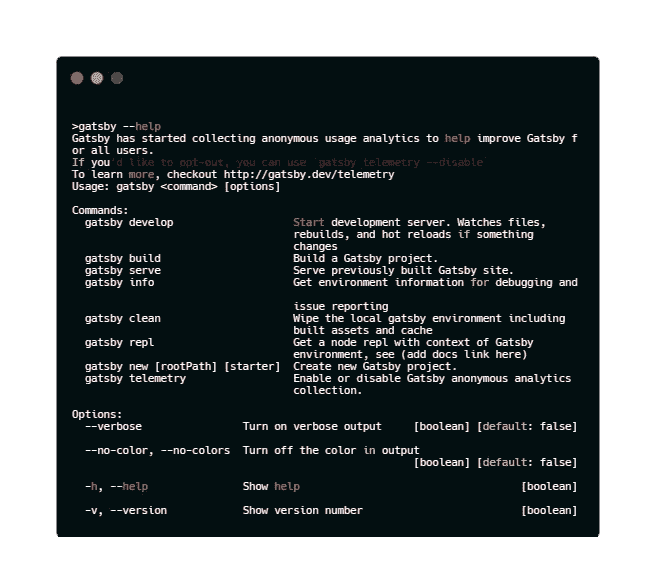 >gatsby --help
Gatsby has started collecting anonymous usage analytics to help improve Gatsby f
or all users.
If you'd like to opt-out, you can use `gatsby telemetry --disable`
To learn more, checkout http://gatsby.dev/telemetry
Usage: gatsby <command> [options]
Commands:
gatsby develop Start development server. Watches files,
rebuilds, and hot reloads if something
changes
gatsby build Build a Gatsby project.
gatsby serve Serve previously built Gatsby site.
gatsby info Get environment information for debugging and
issue reporting
gatsby clean Wipe the local gatsby environment including
built assets and cache
gatsby repl Get a node repl with context of Gatsby
environment, see (add docs link here)
gatsby new [rootPath] [starter] Create new Gatsby project.
gatsby telemetry Enable or disable Gatsby anonymous analytics
collection.
Options:
--verbose Turn on verbose output [boolean] [default: false]
--no-color, --no-colors Turn off the color in output
[boolean] [default: false]
-h, --help Show help [boolean]
-v, --version Show version number [boolean]